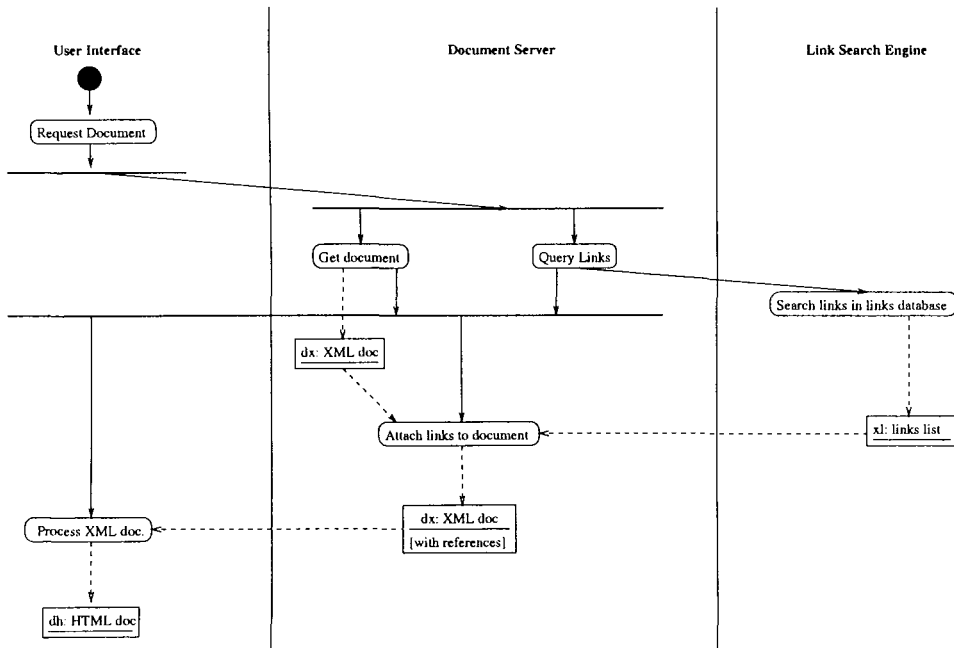 User Interface
Document Server
Link Search Engine
Request Document
Get document
Query Links
Search links in links database
dx: XML doc
Attach links to document
xl: links list
dx: XML doc
[with references]
Process XML doc.
dh: HTML doc